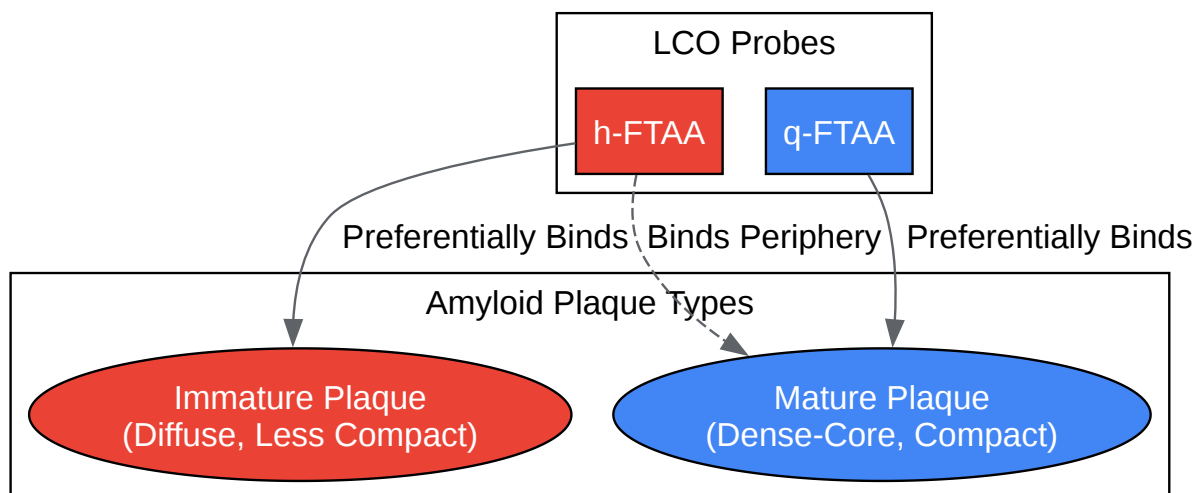 LCO Probes
h-FTAA
q-FTAA
Preferentially Binds
Binds Periphery
Preferentially Binds
Amyloid Plaque Types
Immature Plaque
(Diffuse, Less Compact)
Mature Plaque
(Dense-Core, Compact)